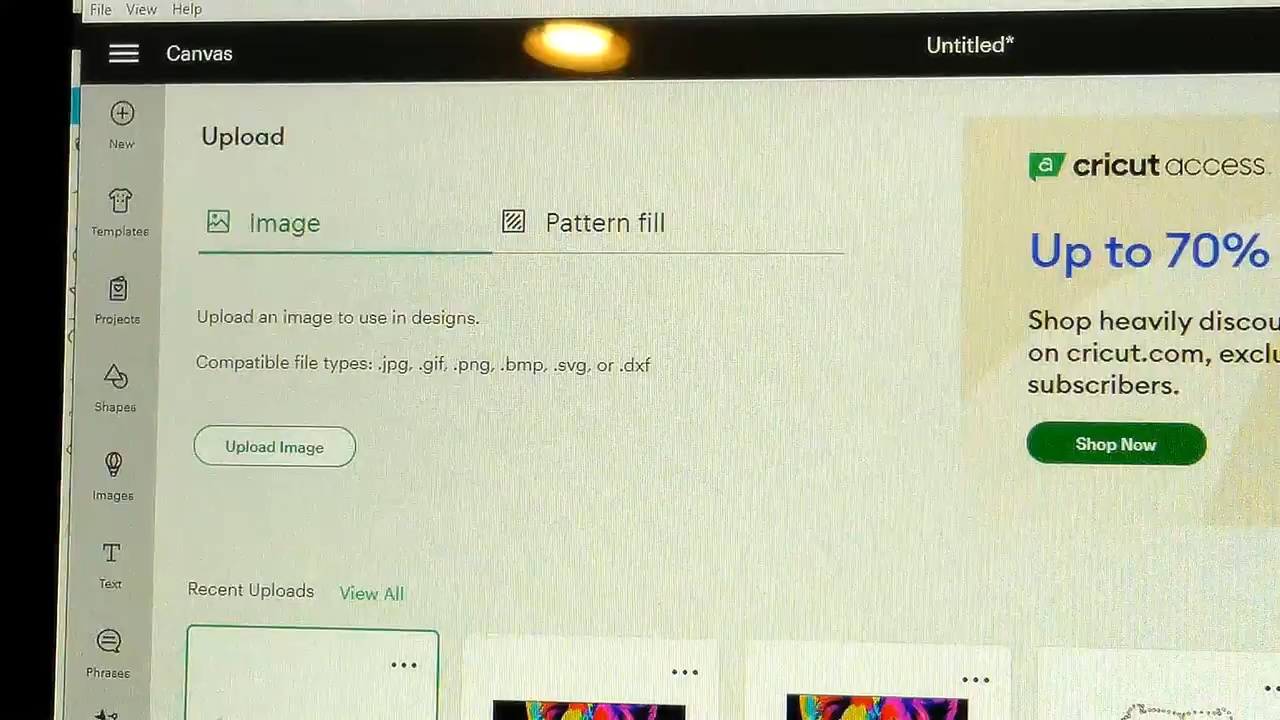 File View Help
Canvas
Untitled*
New
Templates
Projects
Shapes
Images
Text
Phrases
Upload
Image
Pattern fill
Upload an image to use in designs.
Compatible file types: .jpg, .gif, .png, .bmp, .svg, or .dxf
Upload Image
Recent Uploads View All
a cricut access
Up to 70%
Shop heavily
on cricut.com,
subscribers.
Shop Now